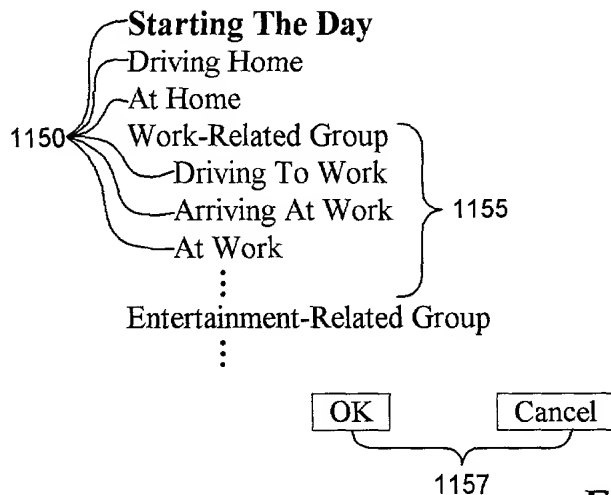 Starting The Day
Driving Home
At Home
1150
Work-Related Group
Driving To Work
Arriving At Work
1155
At Work
Entertainment-Related Group
OK Cancel
1157